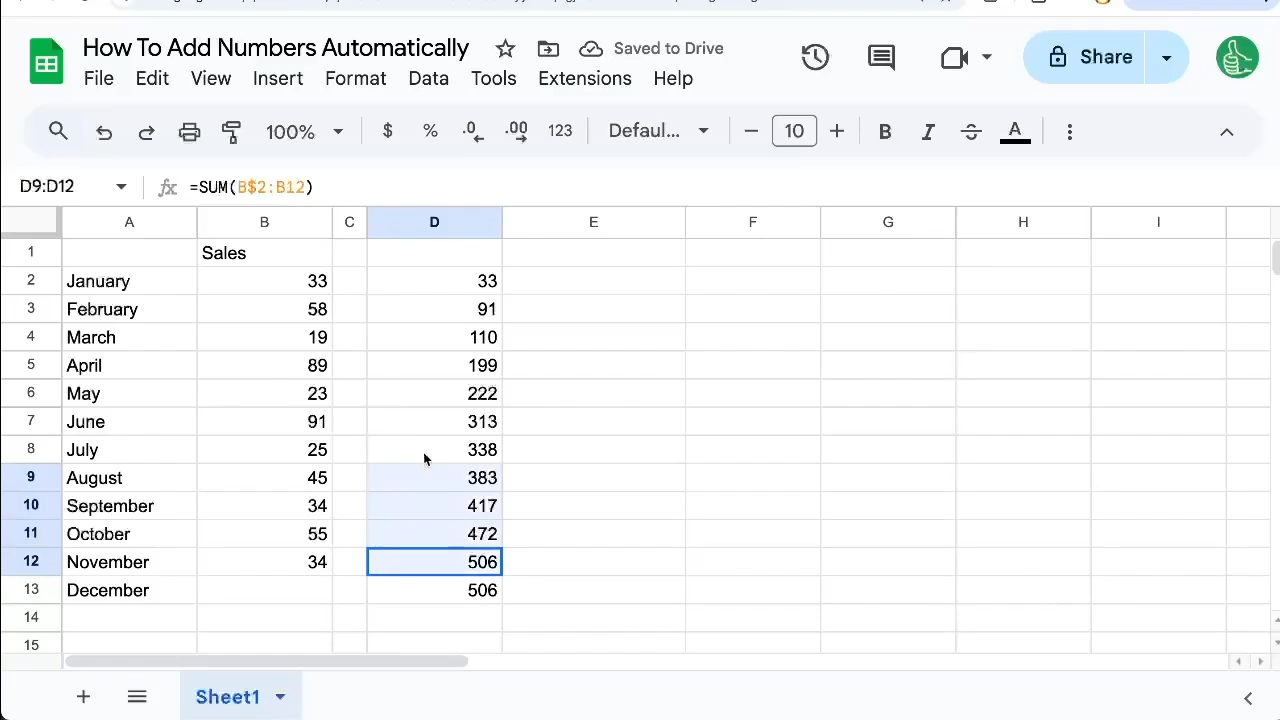 How To Add Numbers Automatically Saved to Drive
File Edit View Insert Format Data Tools Extensions Help
Share
100% $ % .0 .00 123 Defaul... 10 B I S A
D9:D12 fx =SUM(B$2:B12)
A B C D E F G H I
1 Sales
2 January 33 33
3 February 58 91
4 March 19 110
5 April 89 199
6 May 23 222
7 June 91 313
8 July 25 338
9 August 45 383
10 September 34 417
11 October 55 472
12 November 34 506
13 December 506
14
15
Sheet1